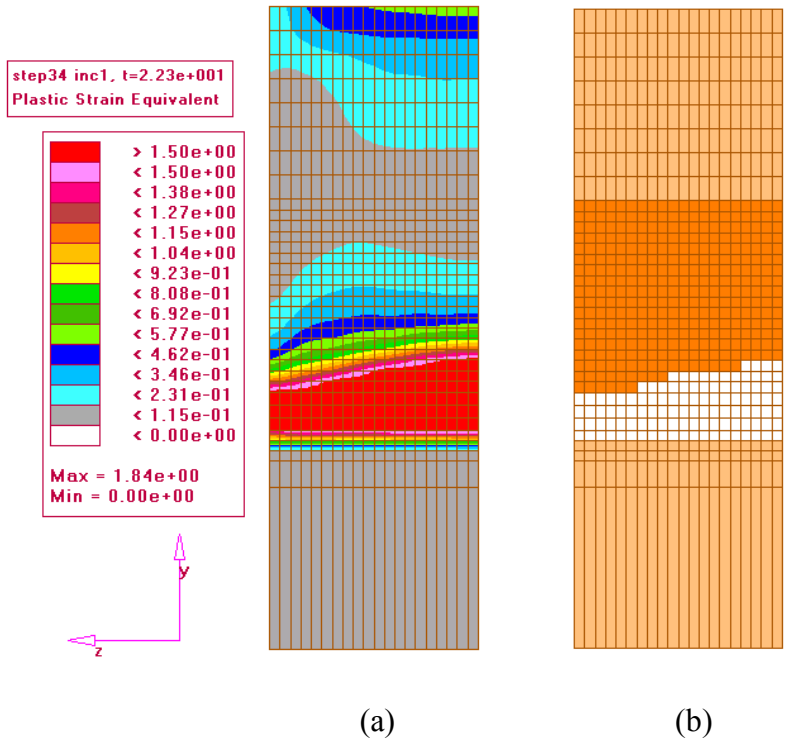 step34 inc1, t=2.23e+001
Plastic Strain Equivalent
> 1.50e+00
< 1.50e+00
< 1.38e+00
< 1.27e+00
< 1.15e+00
< 1.04e+00
< 9.23e-01
< 8.08e-01
< 6.92e-01
< 5.77e-01
< 4.62e-01
< 3.46e-01
< 2.31e-01
< 1.15e-01
< 0.00e+00
Max = 1.84e+00
Min = 0.00e+00
y
z
(a)
(b)